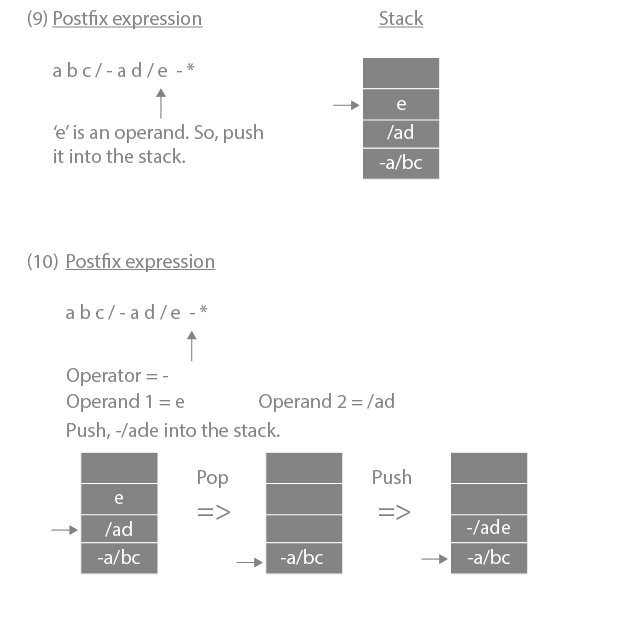 (9) Postfix expression
Stack
a b c / - a d / e - *
'e' is an operand. So, push
it into the stack.
e
/ad
-a/bc
(10) Postfix expression
a b c / - a d / e - *
Operator = -
Operand 1 = e
Operand 2 = /ad
Push, -/ade into the stack.
e
/ad
-a/bc
Pop
=>
-a/bc
Push
=>
-/ade
-a/bc